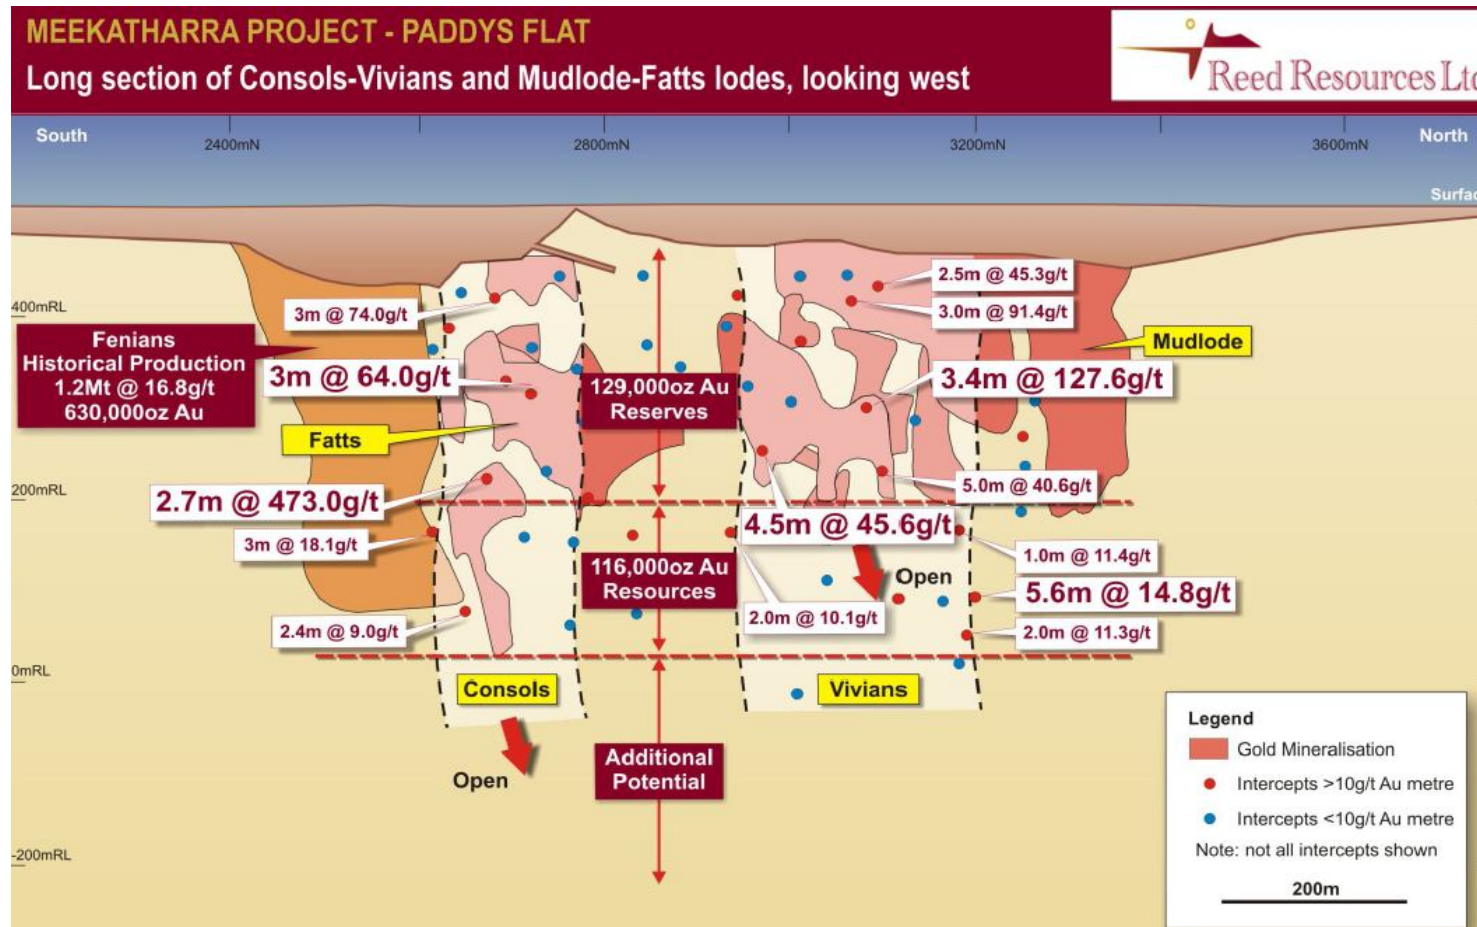 MEEKATHARRA PROJECT - PADDYS FLAT
Long section of Consols-Vivians and Mudlode-Fatts lodes, looking west
Reed Resources Ltd
South
2400mN
2800mN
3200mN
3600mN
North
Surfac
400mRL
200mRL
0mRL
-200mRL
Fenians
Historical Production
1.2Mt @ 16.8g/t
630,000oz Au
3m @ 74.0g/t
3m @ 64.0g/t
Fatts
2.7m @ 473.0g/t
3m @ 18.1g/t
2.4m @ 9.0g/t
129,000oz Au
Reserves
116,000oz Au
Resources
Additional
Potential
2.5m @ 45.3g/t
3.0m @ 91.4g/t
Mudlode
3.4m @ 127.6g/t
5.0m @ 40.6g/t
4.5m @ 45.6g/t
1.0m @ 11.4g/t
Open
5.6m @ 14.8g/t
2.0m @ 10.1g/t
2.0m @ 11.3g/t
Consols
Vivians
Open
Legend
Gold Mineralisation
Intercepts >10g/t Au metre
Intercepts <10g/t Au metre
Note: not all intercepts shown
200m